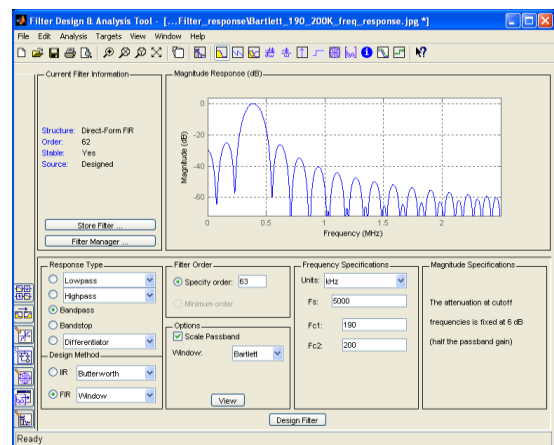 Filter Design & Analysis Tool - [...Filter_response\Bartlett_190_200K_freq_response.jpg *]
File Edit Analysis Targets View Window Help
Current Filter Information
Structure: Direct-Form FIR
Order: 62
Stable: Yes
Source: Designed
Store Filter ...
Filter Manager ...
Magnitude Response (dB)
Magnitude (dB)
0
-20
-40
-60
0 0.5 1 1.5 2
Frequency (MHz)
Response Type
Lowpass
Highpass
Bandpass
Bandstop
Differentiator
Design Method
IIR Butterworth
FIR Window
Filter Order
Specify order: 63
Minimum order
Options
Scale Passband
Window: Bartlett
View
Frequency Specifications
Units: kHz
Fs: 5000
Fc1: 190
Fc2: 200
Magnitude Specifications
The attenuation at cutoff
frequencies is fixed at 6 dB
(half the passband gain)
Design Filter
Ready